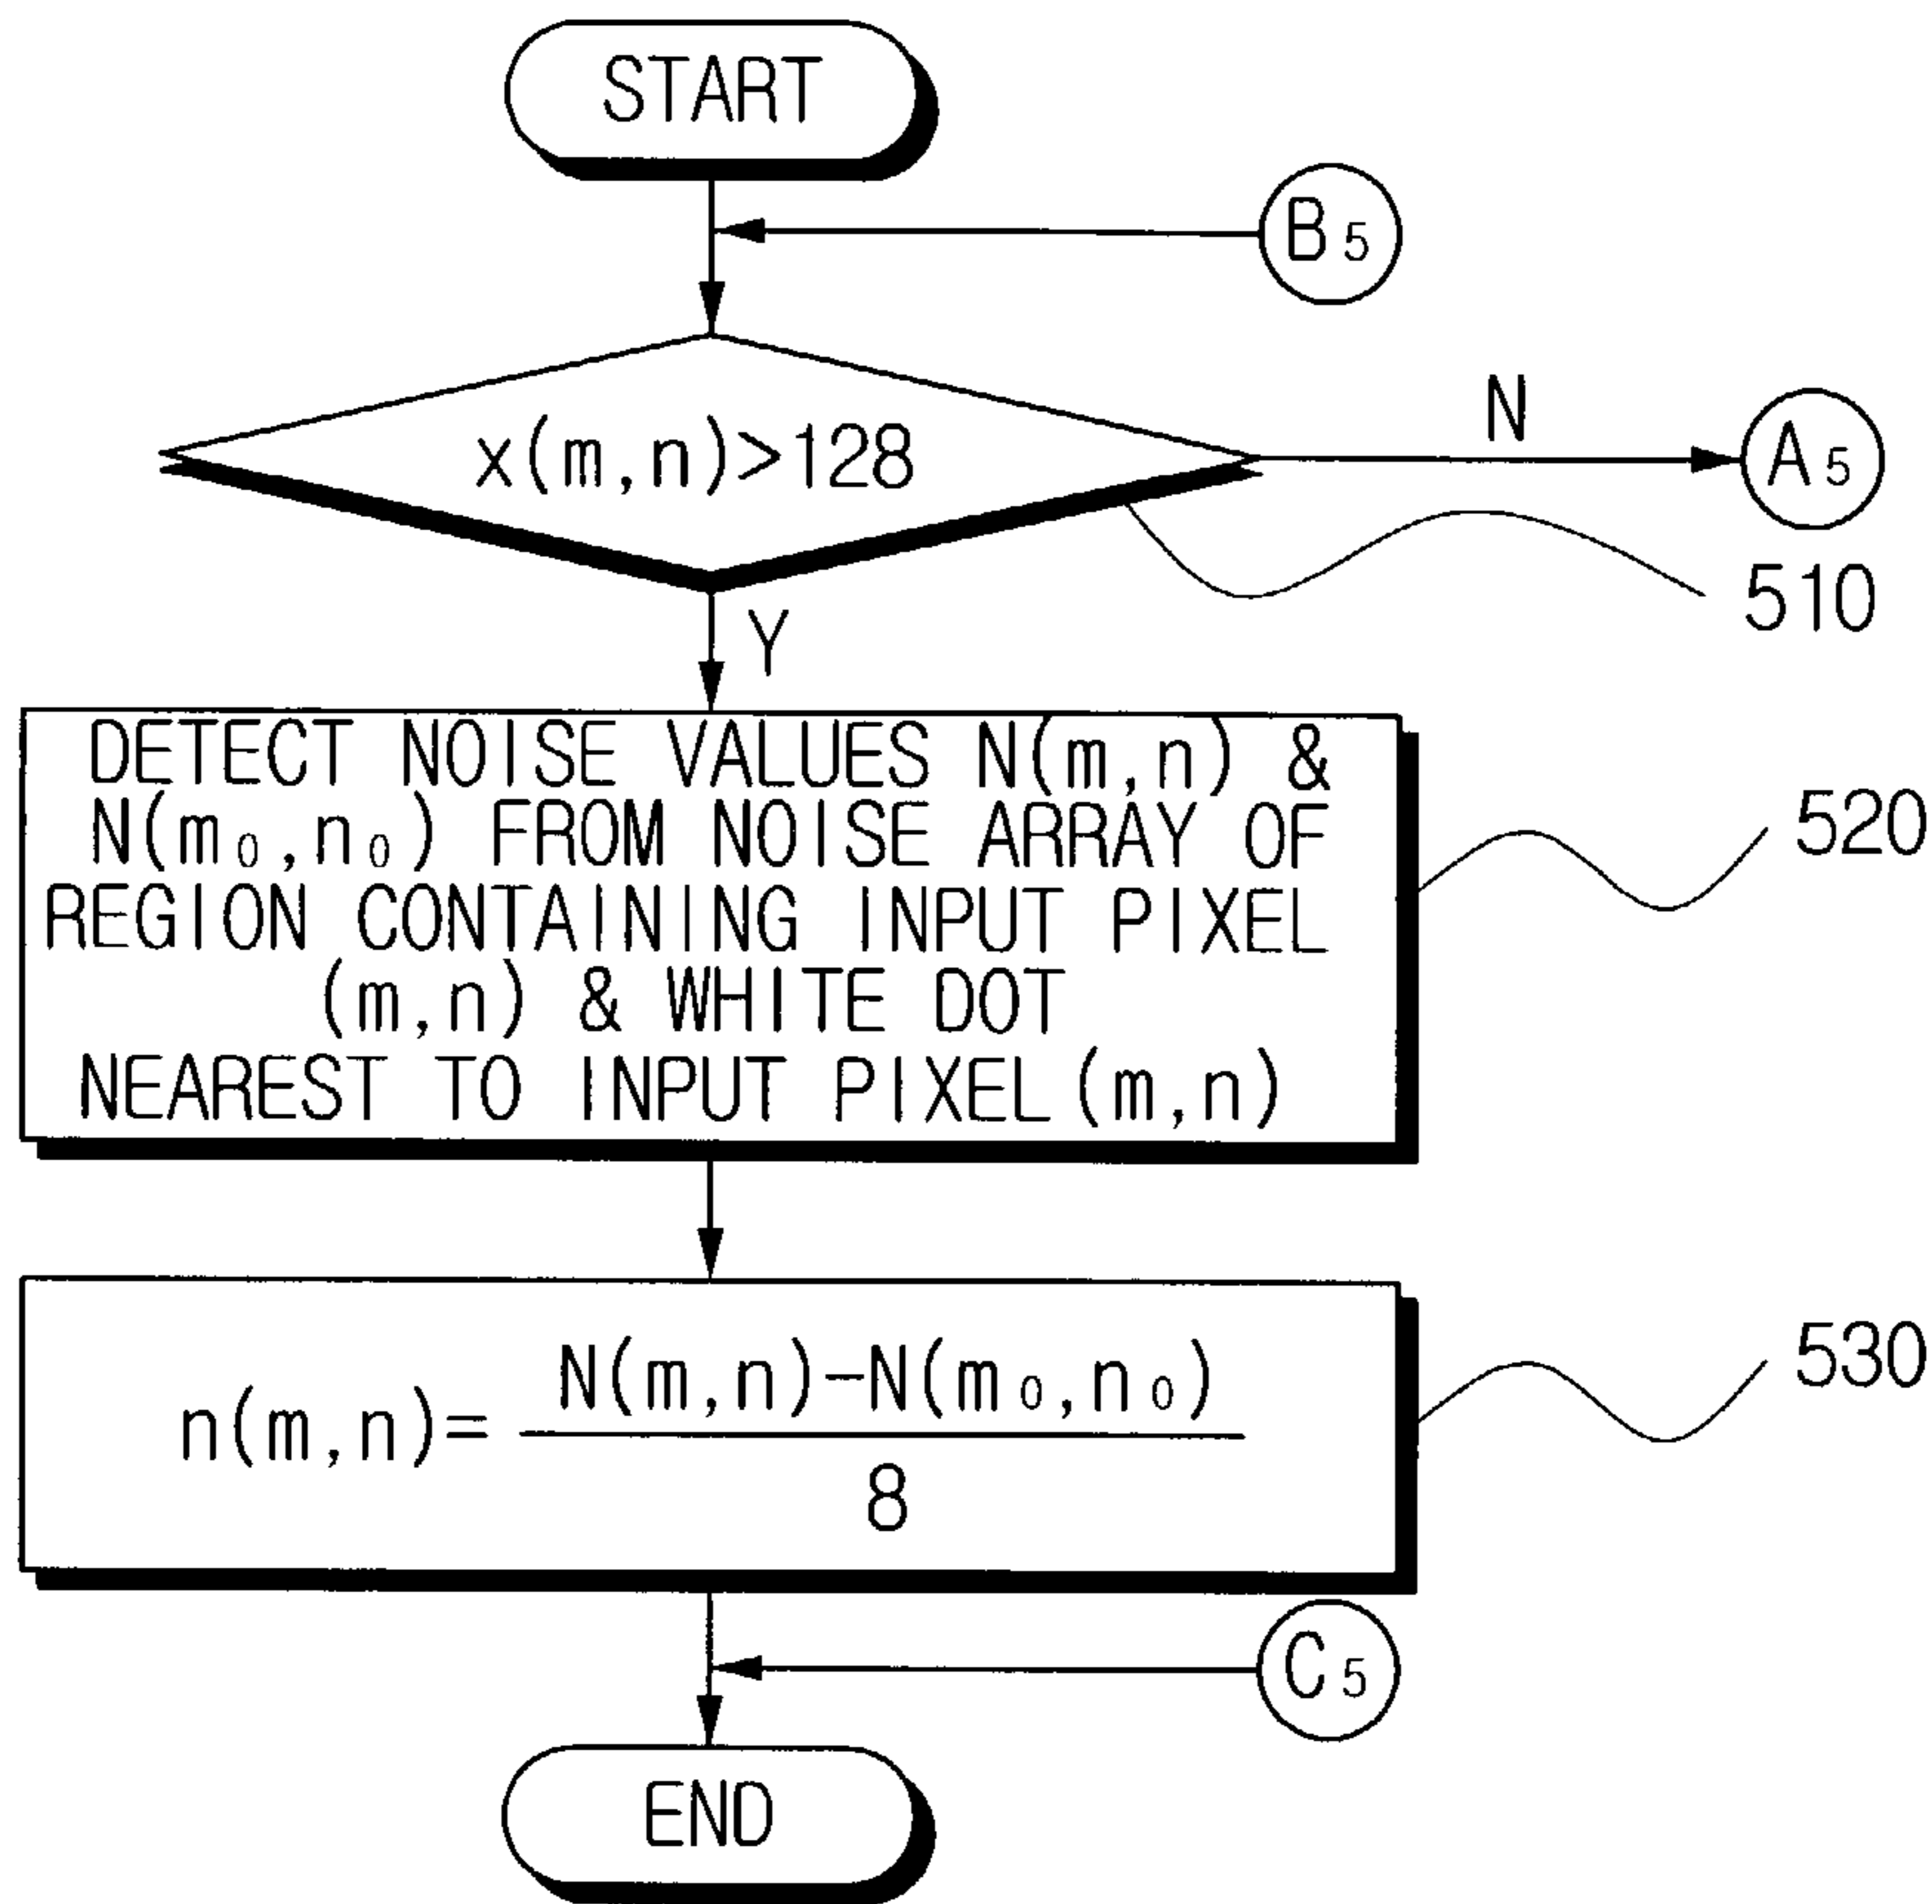 START
B₅
x(m,n)>128
N
A₅
510
Y
DETECT NOISE VALUES N(m,n) &
N(m₀,n₀) FROM NOISE ARRAY OF
REGION CONTAINING INPUT PIXEL
(m,n) & WHITE DOT
NEAREST TO INPUT PIXEL(m,n)
520
n(m,n)=
N(m,n)-N(m₀,n₀)
8
530
C₅
END